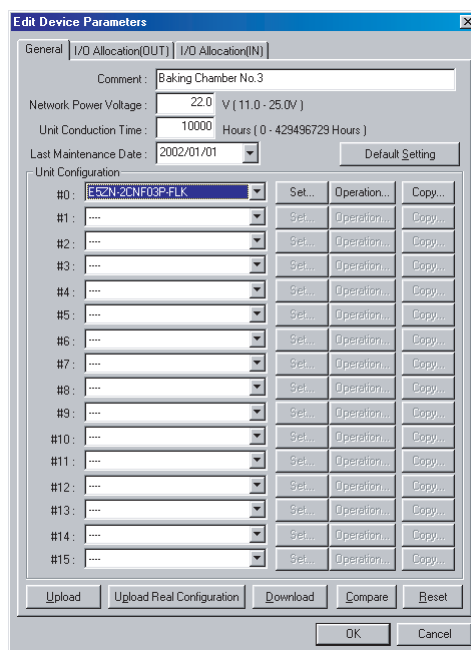 Edit Device Parameters
General I/O Allocation(OUT) I/O Allocation(IN)
Comment : Baking Chamber No.3
Network Power Voltage : 22.0 V ( 11.0 - 25.0V )
Unit Conduction Time : 10000 Hours ( 0 - 429496729 Hours )
Last Maintenance Date : 2002/01/01 Default Setting
Unit Configuration
#0 : E5ZN-2CNF03P-FLK Set... Operation... Copy...
#1 : ---- Set... Operation... Copy...
#2 : ---- Set... Operation... Copy...
#3 : ---- Set... Operation... Copy...
#4 : ---- Set... Operation... Copy...
#5 : ---- Set... Operation... Copy...
#6 : ---- Set... Operation... Copy...
#7 : ---- Set... Operation... Copy...
#8 : ---- Set... Operation... Copy...
#9 : ---- Set... Operation... Copy...
#10 : ---- Set... Operation... Copy...
#11 : ---- Set... Operation... Copy...
#12 : ---- Set... Operation... Copy...
#13 : ---- Set... Operation... Copy...
#14 : ---- Set... Operation... Copy...
#15 : ---- Set... Operation... Copy...
Upload Upload Real Configuration Download Compare Reset
OK Cancel